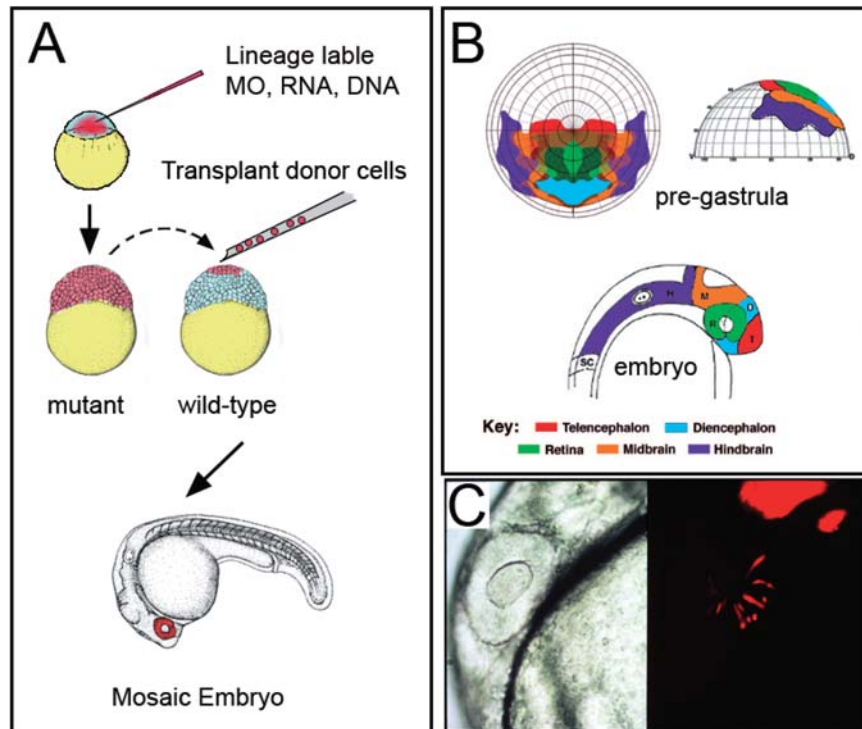 A
Lineage lable
MO, RNA, DNA
Transplant donor cells
mutant
wild-type
Mosaic Embryo
B
pre-gastrula
H
M
D
R
T
SC
embryo
Key:
Telencephalon
Diencephalon
Retina
Midbrain
Hindbrain
C